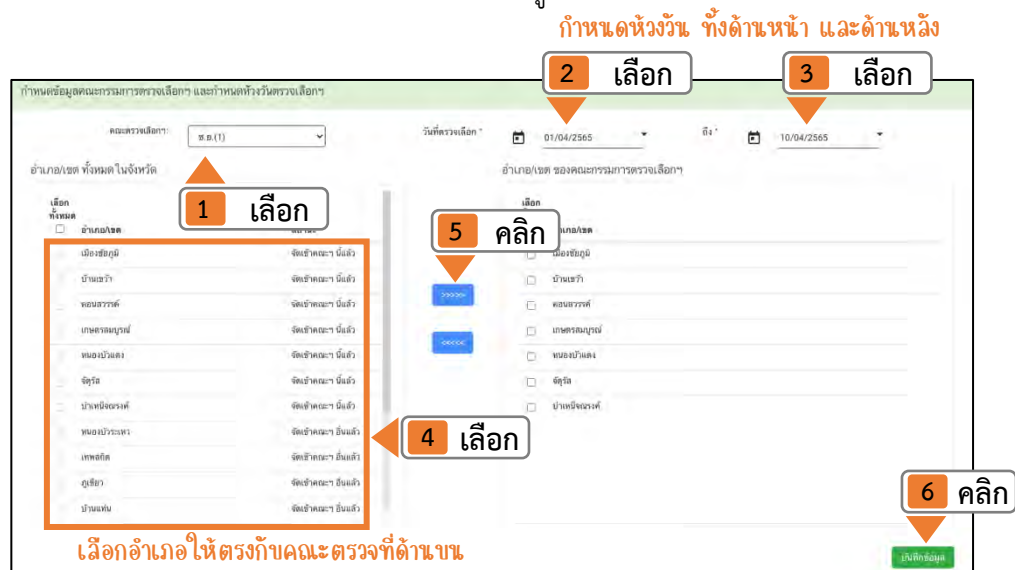 กำหนดห้วงวัน ทั้งด้านหน้า และด้านหลัง
2 เลือก
3 เลือก
กำหนดข้อมูลคณะกรรมการตรวจเลือกฯ และกำหนดห้วงวันตรวจเลือกฯ
คณะตรวจเลือกฯ:
ช.ย.(1)
วันที่ตรวจเลือก *
01/04/2565
ถึง *
10/04/2565
อำเภอ/เขต ทั้งหมด ในจังหวัด
อำเภอ/เขต ของคณะกรรมการตรวจเลือกฯ
1 เลือก
5 คลิก
เลือก
ทั้งหมด
อำเภอ/เขต
เลือก
เมืองชัยภูมิ จัดเข้าคณะฯ นี้แล้ว
เมืองชัยภูมิ
บ้านเขว้า จัดเข้าคณะฯ นี้แล้ว
บ้านเขว้า
คอนสวรรค์ จัดเข้าคณะฯ นี้แล้ว
>>>>>
คอนสวรรค์
เกษตรสมบูรณ์ จัดเข้าคณะฯ นี้แล้ว
<<<<<
เกษตรสมบูรณ์
หนองบัวแดง จัดเข้าคณะฯ นี้แล้ว
หนองบัวแดง
จัตุรัส จัดเข้าคณะฯ นี้แล้ว
จัตุรัส
บำเหน็จณรงค์ จัดเข้าคณะฯ นี้แล้ว
บำเหน็จณรงค์
หนองบัวระเหว จัดเข้าคณะฯ อื่นแล้ว
4 เลือก
เทพสถิต จัดเข้าคณะฯ อื่นแล้ว
ภูเขียว จัดเข้าคณะฯ อื่นแล้ว
บ้านแท่น จัดเข้าคณะฯ อื่นแล้ว
6 คลิก
เลือกอำเภอให้ตรงกับคณะตรวจที่ด้านบน
บันทึกข้อมูล